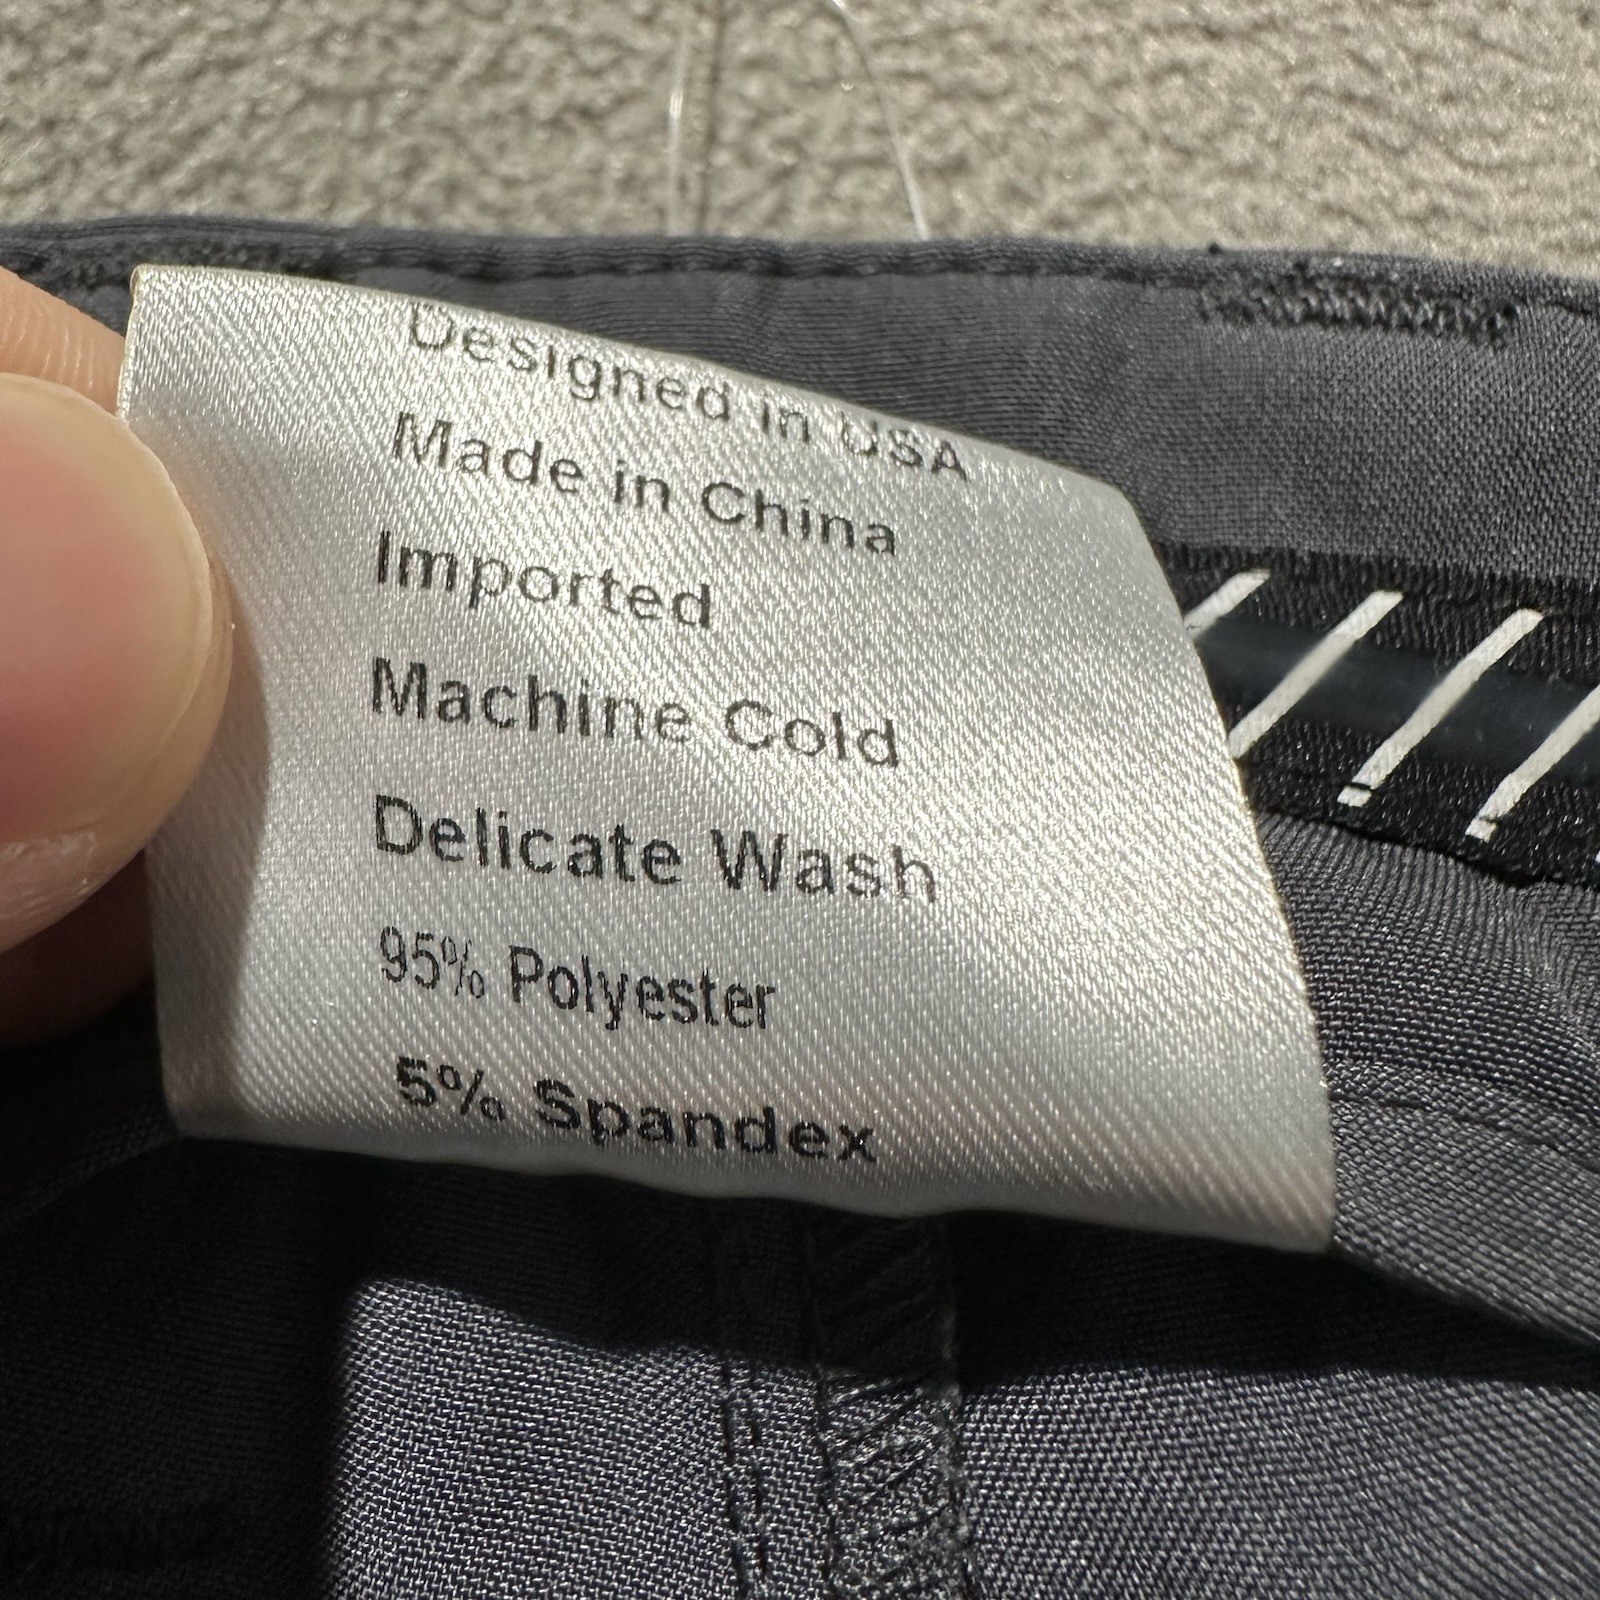 Designed in USA
Made in China
Imported
Machine Cold
Delicate Wash
95% Polyester
5% Spandex